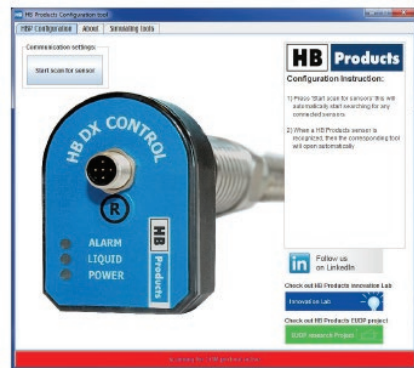 HB Products Configuration tool
HBP Configuration
About
Simulating tools
Communication settings:
Start scan for sensor
HB DX CONTROL
R
ALARM
LIQUID
POWER
HB
Products
HB Products
Configuration Instruction:
1) Press 'Start scan for sensors' this will
automatically start searching for any
connected sensors
2) When a HB Products sensor is
recognized, then the corresponding tool
will open automatically
in
Follow us
on LinkedIn
Check out HB Products Innovation Lab
Innovation Lab
Check out HB Products EUDP project
EUDP research Project